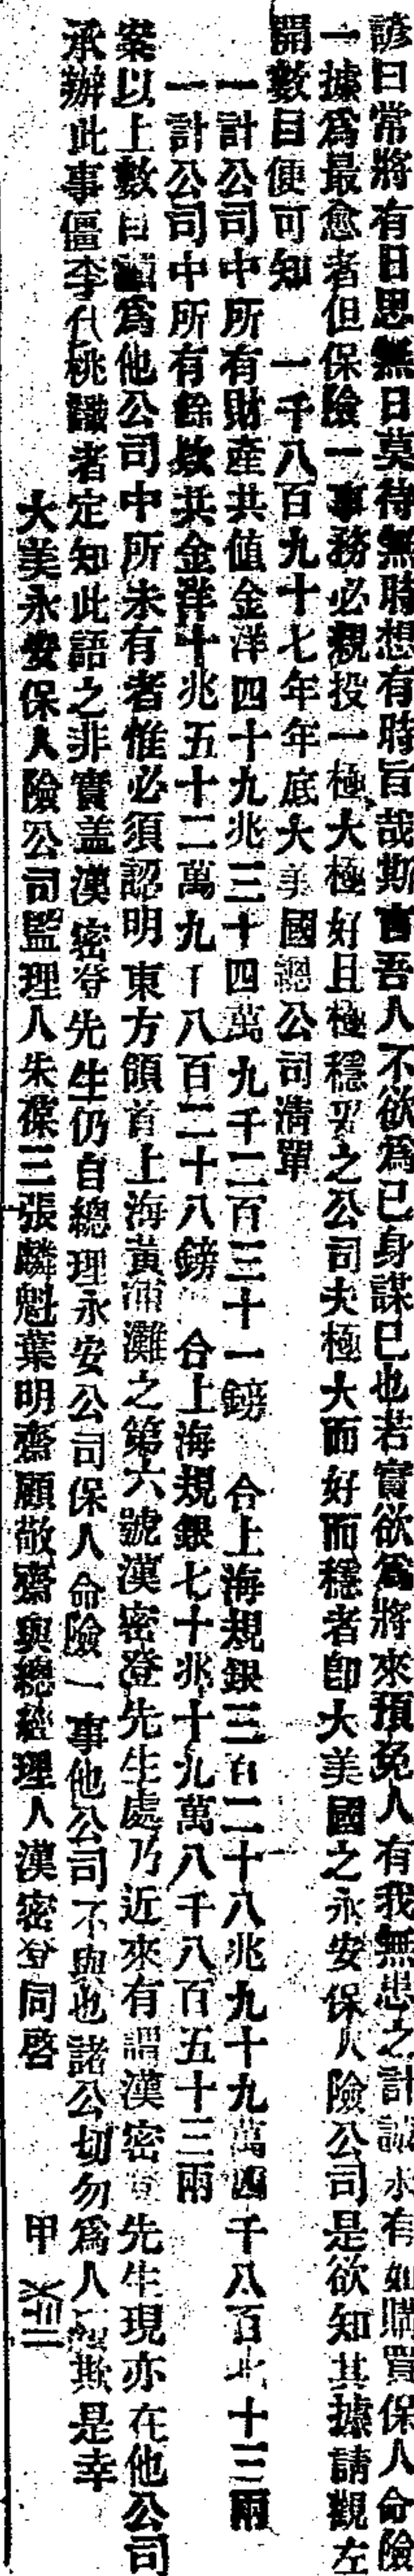 諺曰常將有日思無日莫待無時想有時旨哉斯言吾人不欲爲已身謀已也若實欲爲將來預免人有我無患之計誠未有如購買保人命險
一據爲最愈者但保險一事務必親投一極大極好且極穩妥之公司夫極大而好而穩者卽大美國之永安保人險公司是欲知其據請觀左
開數目便可知　一千八百九十七年年底大美國總公司清單
一計公司中所有財產共値金洋四十九兆三十四萬九千二百三十一鎊　合上海規銀三百二十八兆九十九萬四千八百七十三兩
一計公司中所有餘欵共金洋十兆五十二萬九千八百二十八鎊　合上海規銀七十兆十九萬八千八百五十三兩
案以上數目爲他公司中所未有者惟必須認明東方領首上海黃浦灘之第六號漢密登先生處乃近來有謂漢密登先生現亦在他公司
承辦此事僵李代桃讖者定知此語之非實蓋漢密登先生仍自總理永安公司保人命險一事他公司不與也諸公切勿爲人欺是幸
大美永安保人險公司監理人朱葆三張麟魁葉明齋顧敬齋與總經理人漢密登同啓　甲